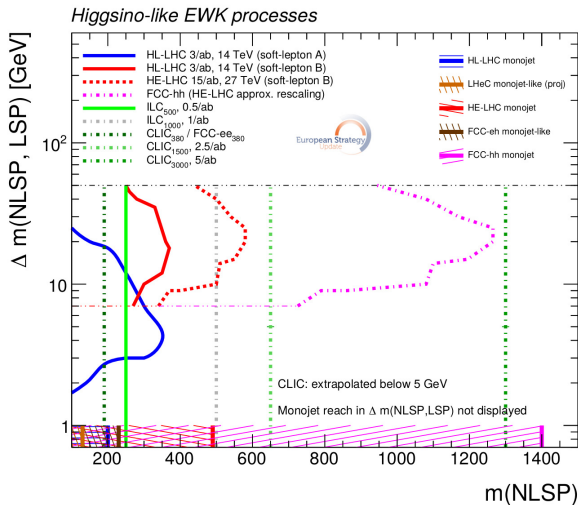 Higgsino-like EWK processes
Δ m(NLSP, LSP) [GeV]
HL-LHC 3/ab, 14 TeV (soft-lepton A)
HL-LHC 3/ab, 14 TeV (soft-lepton B)
HE-LHC 15/ab, 27 TeV (soft-lepton B)
FCC-hh (HE-LHC approx. rescaling)
ILC500, 0.5/ab
ILC1000, 1/ab
CLIC380 / FCC-ee380
CLIC1500, 2.5/ab
CLIC3000, 5/ab
HL-LHC monojet
LHeC monojet-like (proj)
HE-LHC monojet
FCC-eh monojet-like
FCC-hh monojet
European Strategy
Update
10²
10
1
CLIC: extrapolated below 5 GeV
Monojet reach in Δ m(NLSP,LSP) not displayed
200 400 600 800 1000 1200 1400
m(NLSP)